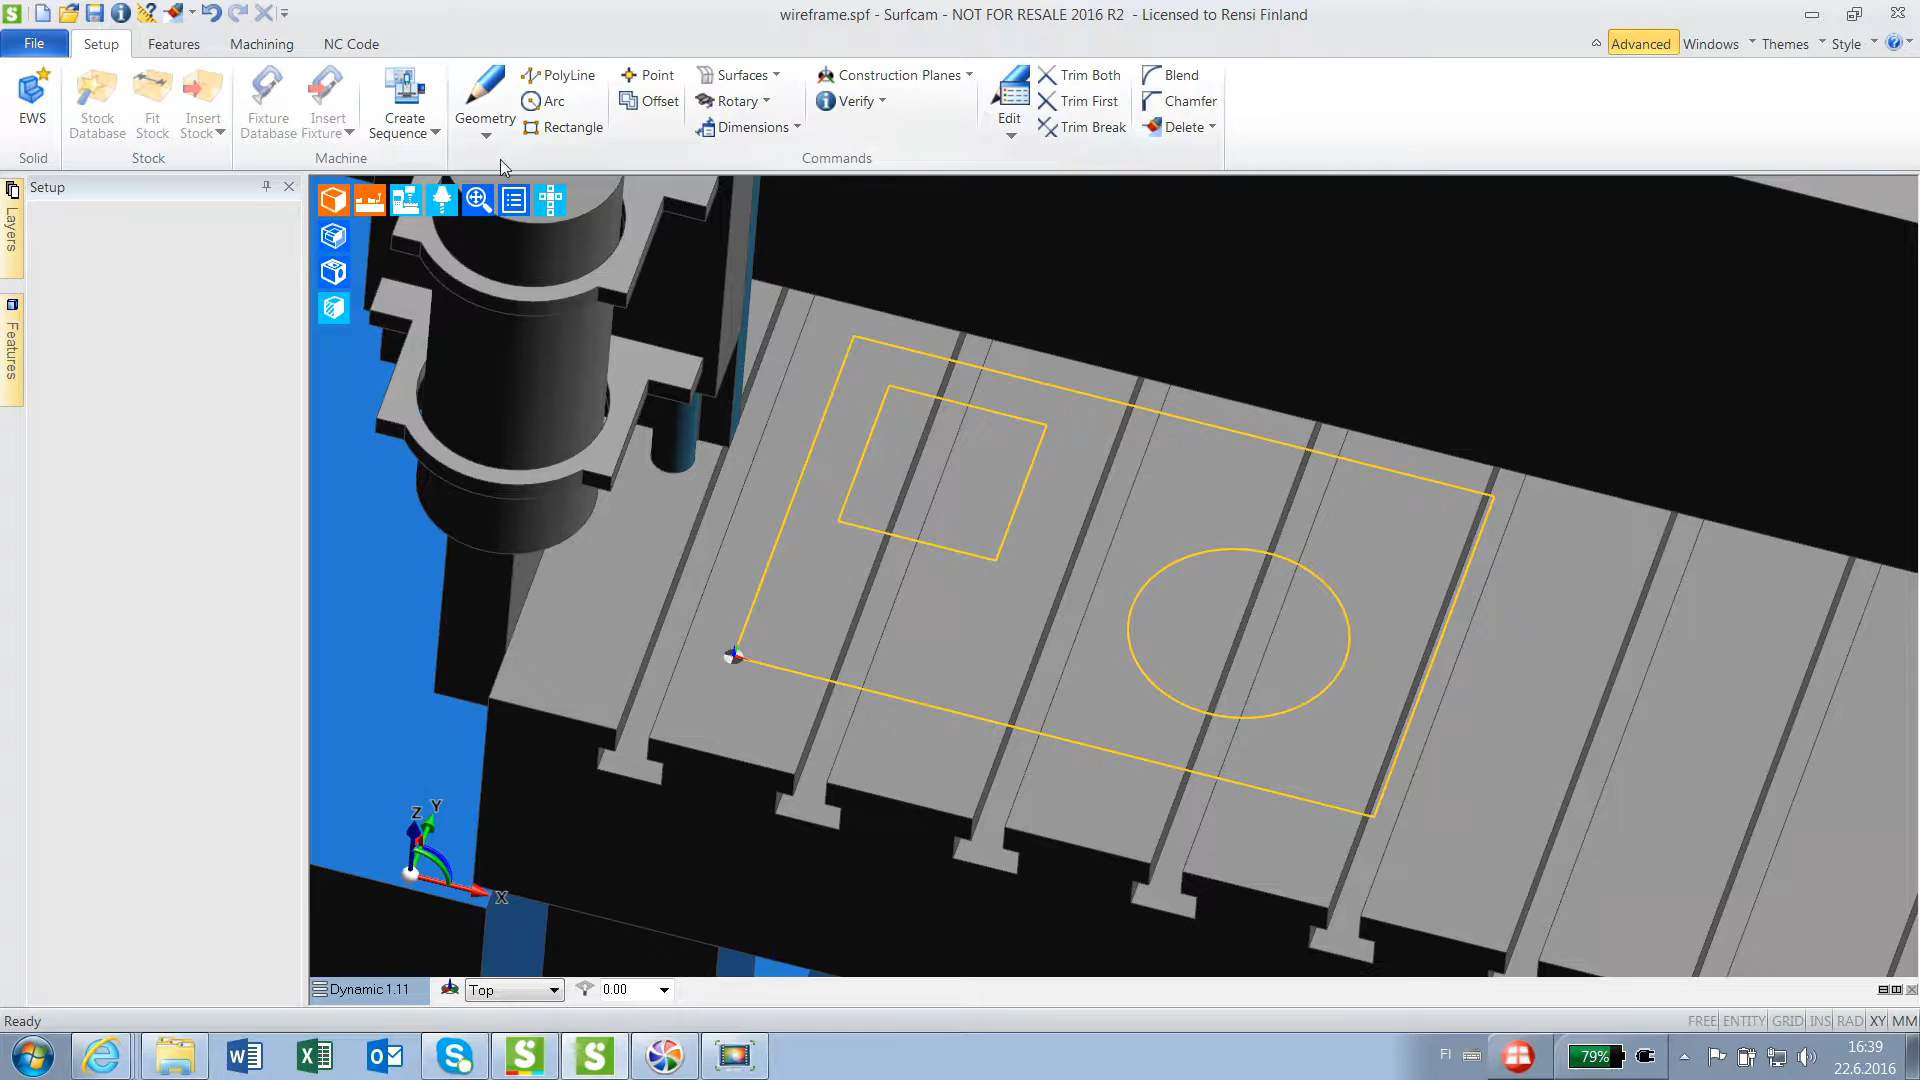 wireframe.spf - Surfcam - NOT FOR RESALE 2016 R2 - Licensed to Rensi Finland
File Setup Features Machining NC Code Advanced Windows Themes Style
EWS
Solid
Stock Database
Fit Stock
Insert Stock
Stock
Fixture Database
Insert Fixture
Create Sequence
Machine
Geometry
PolyLine
Arc
Rectangle
Point
Offset
Surfaces
Rotary
Dimensions
Construction Planes
Verify
Edit
Trim Both
Trim First
Trim Break
Blend
Chamfer
Delete
Commands
Setup
Layers
Features
Z
Y
X
Dynamic 1.11 Top 0.00
Ready FREE ENTITY GRID INS RAD XY MM
FI 79% 16:39
22.6.2016